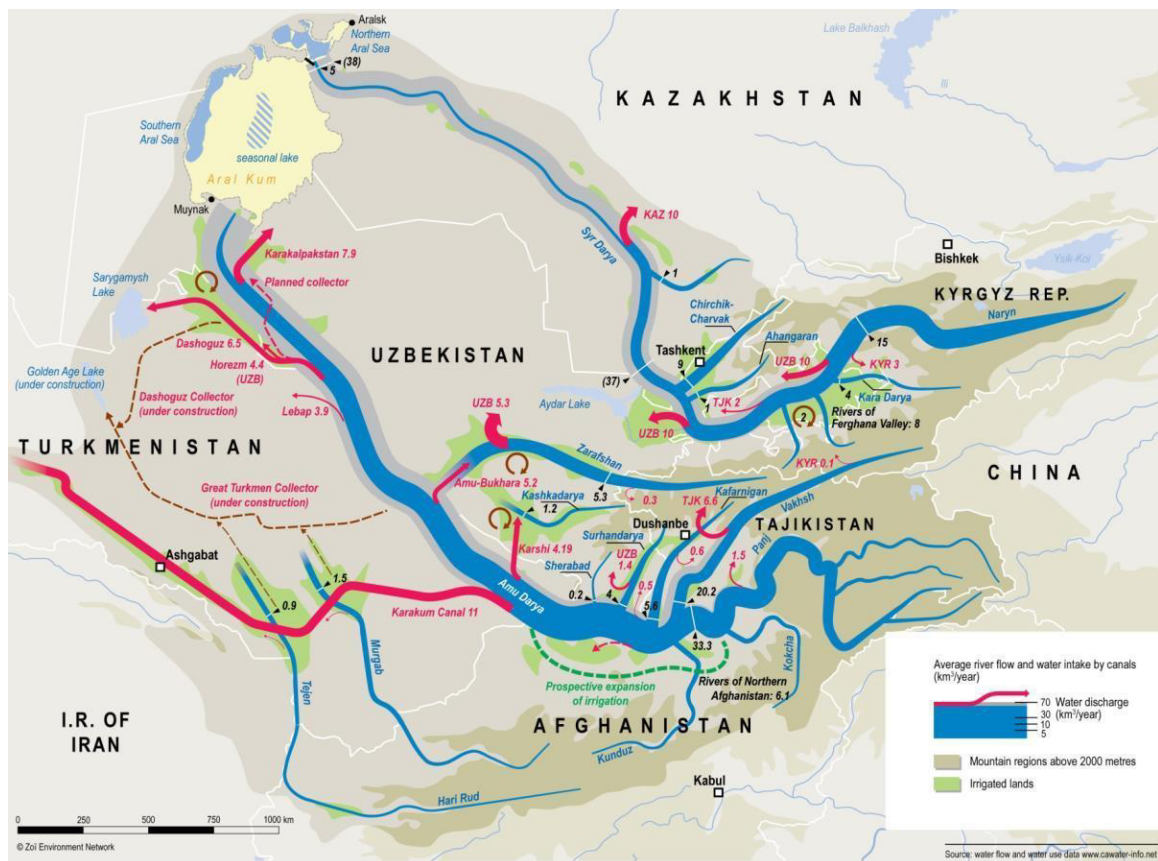 Aralsk
Northern
Aral Sea
(38)
5
Lake Balkhash
Ili
KAZAKHSTAN
Southern
Aral Sea
seasonal lake
Aral Kum
Muynak
KAZ 10
Syr Darya
Karakalpakstan 7.9
1
Bishkek
Ysik-Köl
Sarygamysh
Lake
Planned collector
Chirchik-
Charvak
KYRGYZ REP.
Naryn
Ahangaran
UZBEKISTAN
Tashkent
15
Dashoguz 6.5
9
UZB 10
KYR 3
Horezm 4.4
(UZB)
Golden Age Lake
(under construction)
(37)
1
TJK 2
4
Kara Darya
Dashoguz Collector
(under construction)
Lebap 3.9
UZB 5.3
Aydar Lake
UZB 10
2
Rivers of
Ferghana Valley: 8
TURKMENISTAN
Zarafshan
KYR 0.1
CHINA
Great Turkmen Collector
(under construction)
Amu-Bukhara 5.2
5.3
0.3
TJK 6.6
Kafarnigan
Vakhsh
Kashkadarya
1.2
Dushanbe
TAJIKISTAN
Surhandarya
Panj
Ashgabat
Karshi 4.19
Sherabad
UZB
1.4
0.6
1.5
1.5
0.5
0.9
Amu Darya
0.2
4
5.6
20.2
Karakum Canal 11
33.3
Kokcha
Murgab
Tejen
Prospective expansion
of irrigation
Rivers of Northern
Afghanistan: 6.1
I.R. OF
IRAN
AFGHANISTAN
Kunduz
Kabul
Hari Rud
Average river flow and water intake by canals
(km³/year)
70 Water discharge
30 (km³/year)
10
5
Mountain regions above 2000 metres
Irrigated lands
0 250 500 750 1000 km
© Zoï Environment Network
Source: water flow and water use data www.cawater-info.net